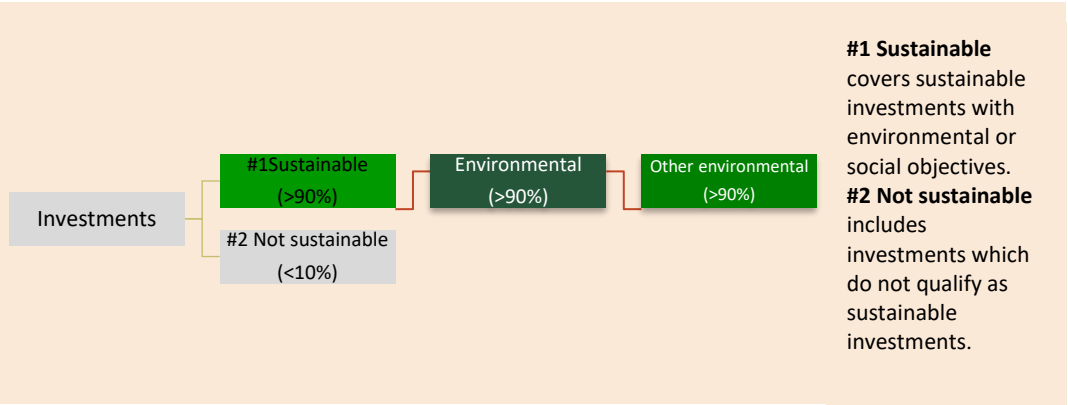 Investments
#1Sustainable
(>90%)
#2 Not sustainable
(<10%)
Environmental
(>90%)
Other environmental
(>90%)
#1 Sustainable
covers sustainable
investments with
environmental or
social objectives.
#2 Not sustainable
includes
investments which
do not qualify as
sustainable
investments.